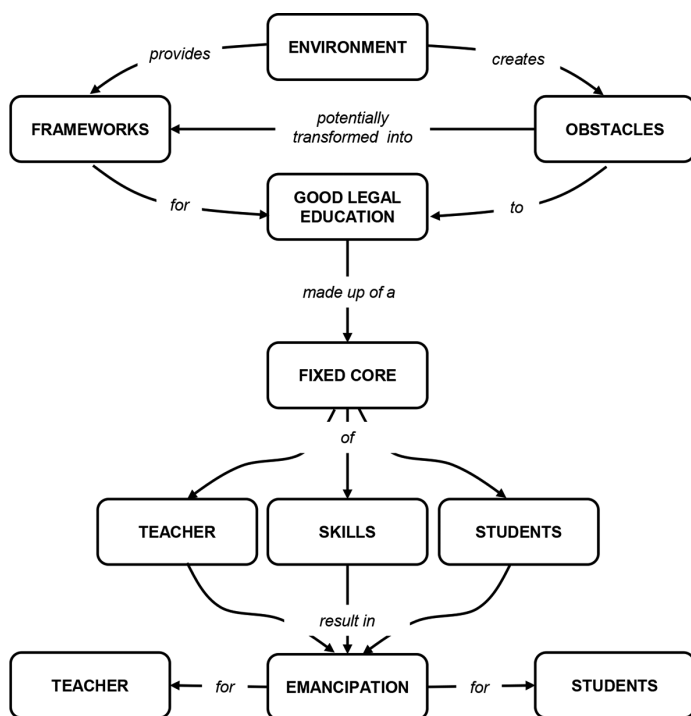 ENVIRONMENT
provides
creates
FRAMEWORKS
potentially
transformed into
OBSTACLES
for
GOOD LEGAL
EDUCATION
to
made up of a
FIXED CORE
of
TEACHER
SKILLS
STUDENTS
result in
TEACHER
for
EMANCIPATION
for
STUDENTS